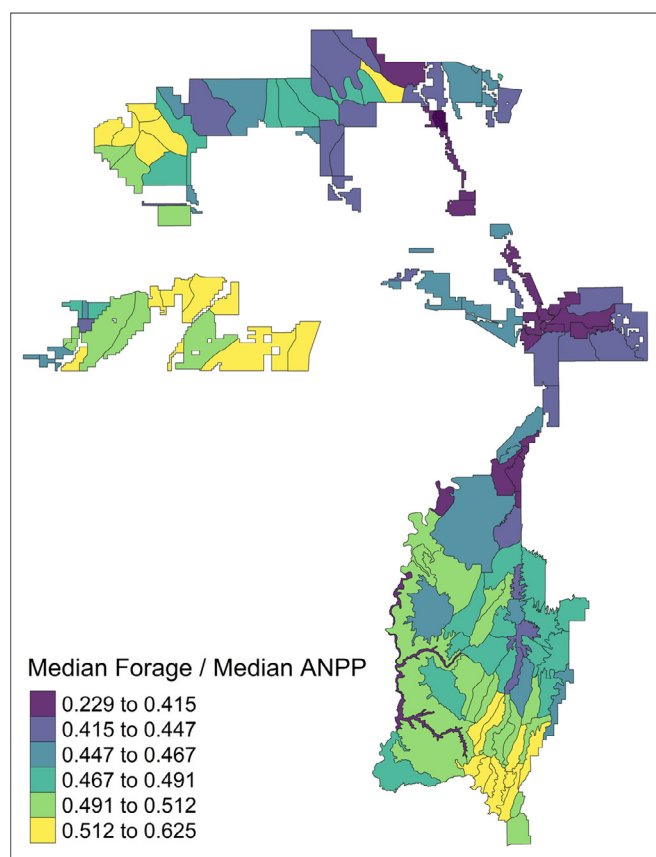 Median Forage / Median ANPP
0.229 to 0.415
0.415 to 0.447
0.447 to 0.467
0.467 to 0.491
0.491 to 0.512
0.512 to 0.625